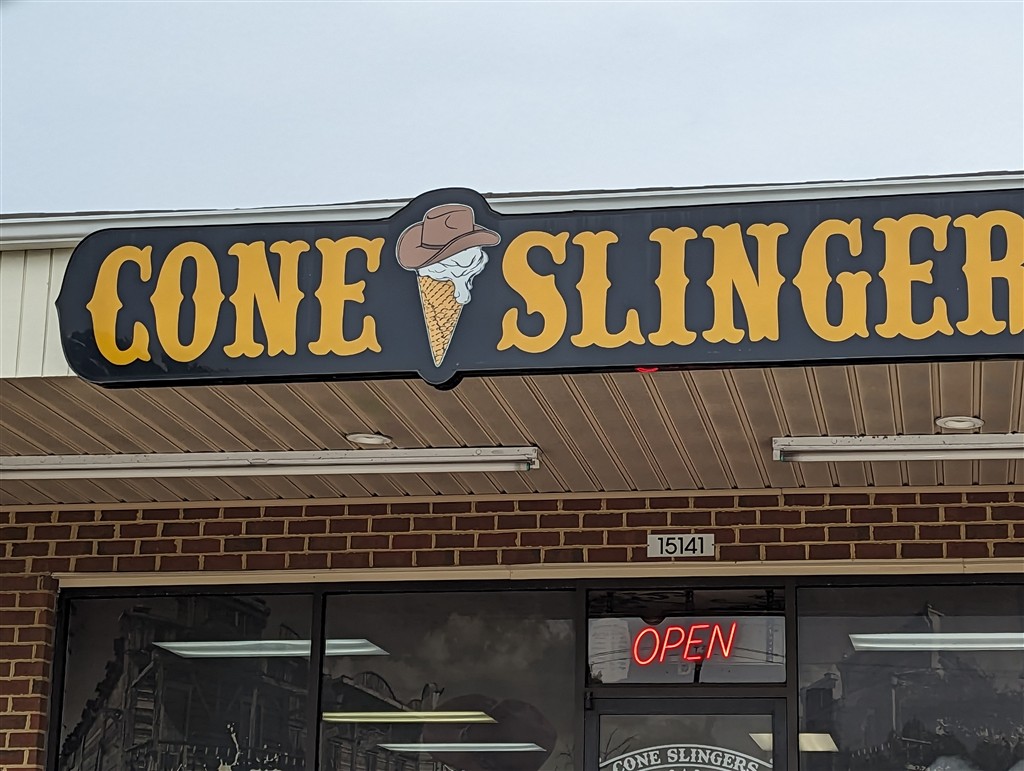 CONE SLINGER
15141
OPEN
CONE SLINGERS